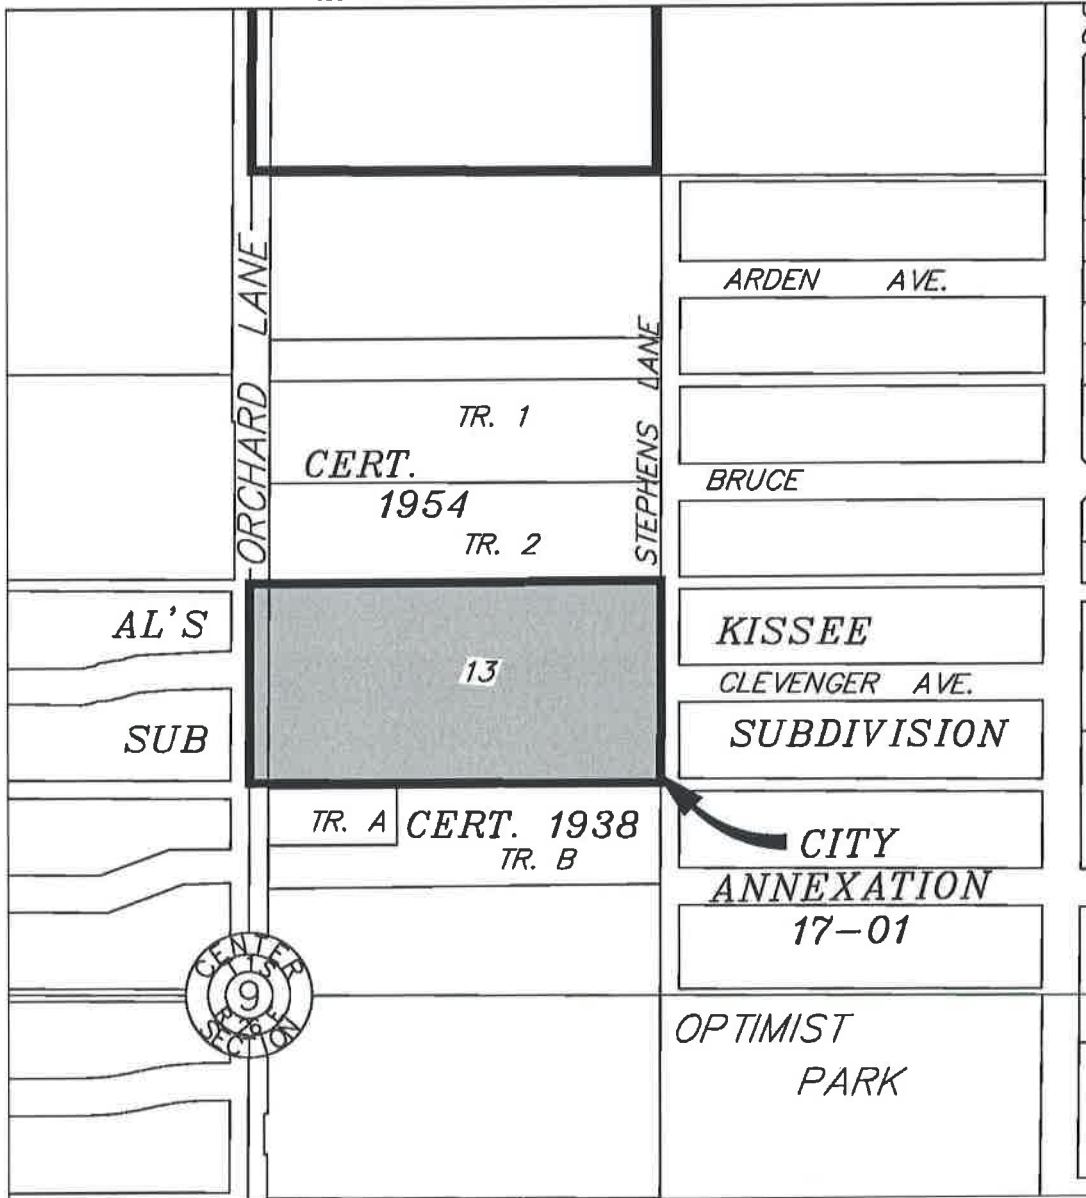 ARDEN AVE.
ORCHARD LANE
STEPHENS LANE
TR. 1
CERT.
1954
TR. 2
BRUCE
AL'S
SUB
13
KISSEE
CLEVENGER AVE.
SUBDIVISION
TR. A
CERT. 1938
TR. B
CITY
ANNEXATION
17-01
CENTER
9
SECTION
OPTIMIST
PARK